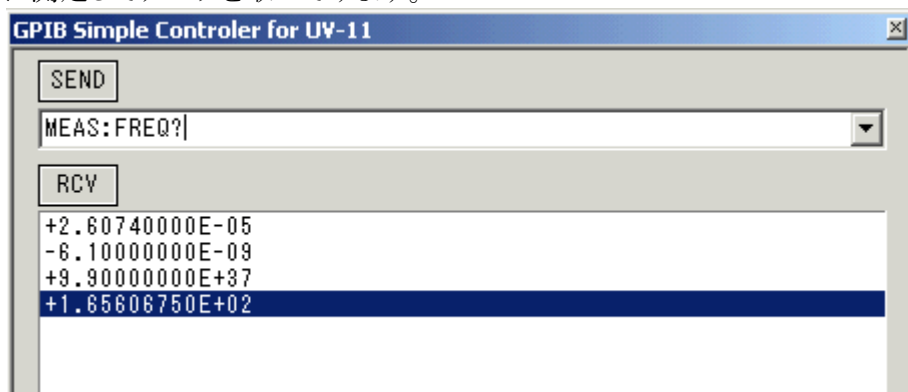 GPIB Simple Controler for UV-11
SEND
MEAS:FREQ?
RCV
+2.60740000E-05
-6.10000000E-09
+9.90000000E+37
+1.65606750E+02